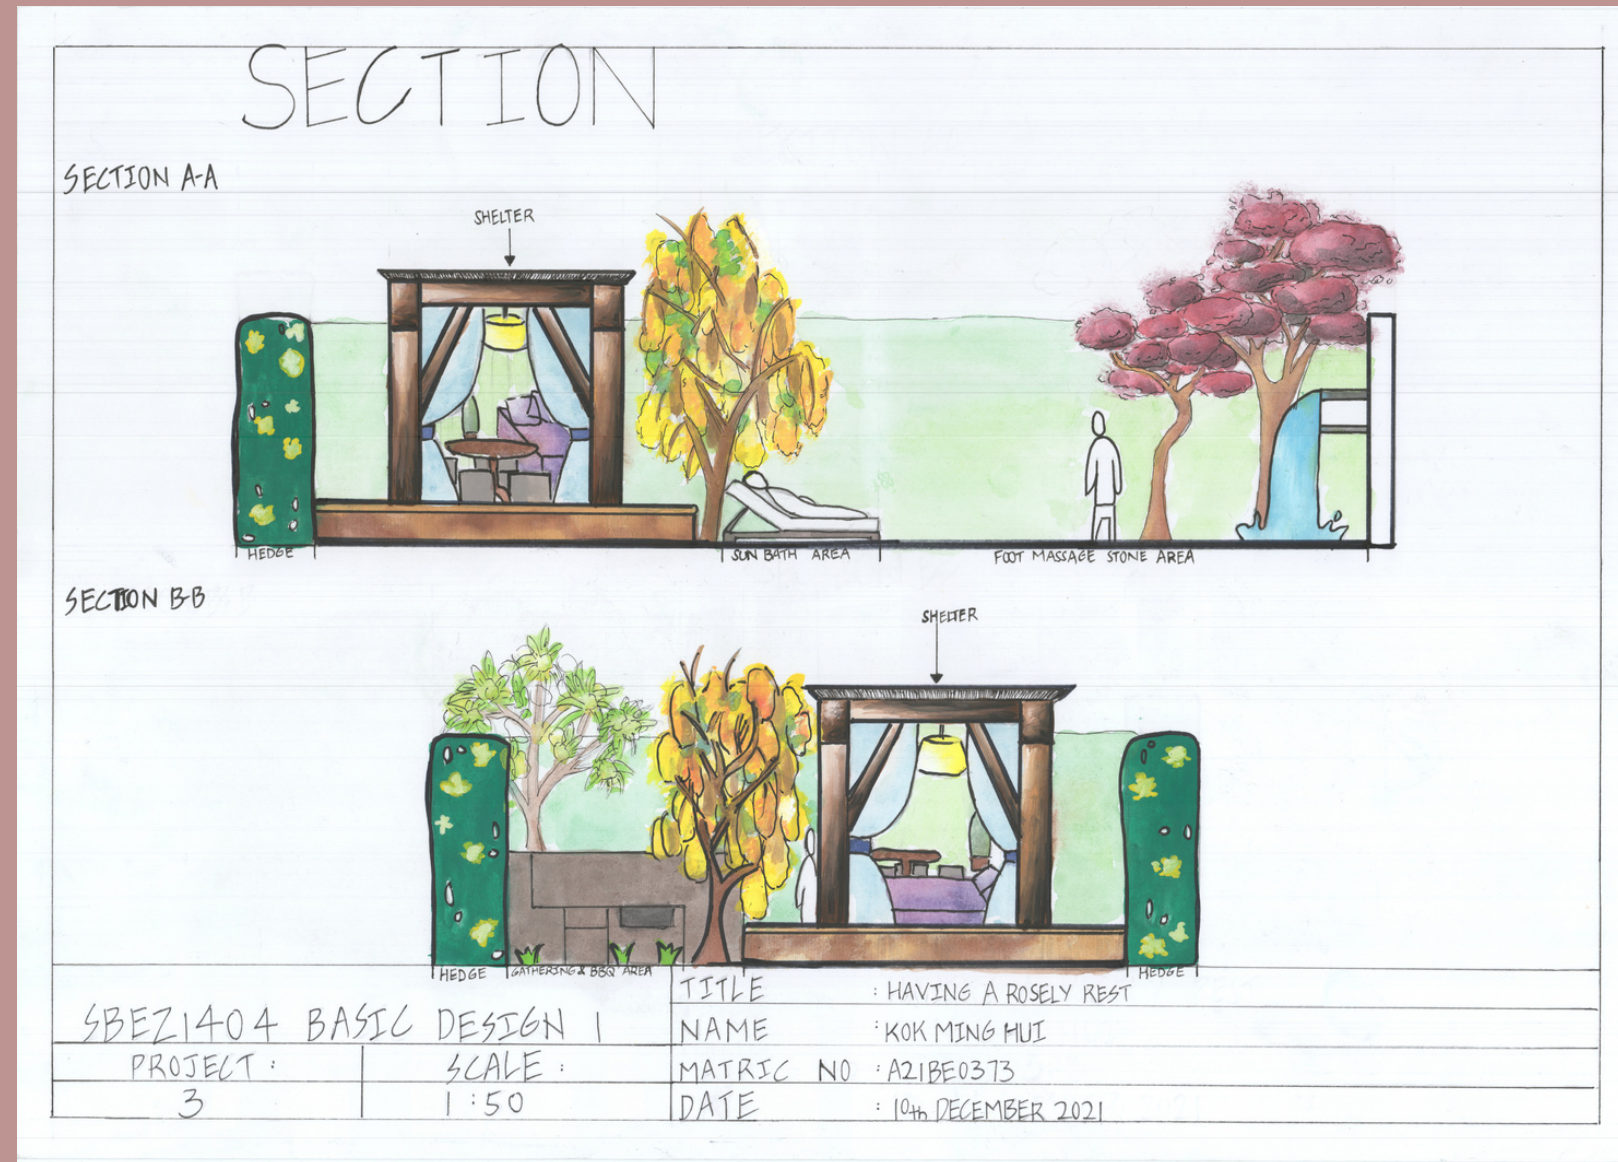 SECTION
SECTION A-A
SHELTER
HEDGE
SUN BATH AREA
FOOT MASSAGE STONE AREA
SECTION B-B
SHELTER
HEDGE
GATHERING & BBQ AREA
HEDGE
SBEZ1404 BASIC DESIGN 1
PROJECT :
3
SCALE :
1 : 50
TITLE : HAVING A ROSELY REST
NAME : KOK MING HUI
MATRIC NO : A21BE0373
DATE : 10th DECEMBER 2021